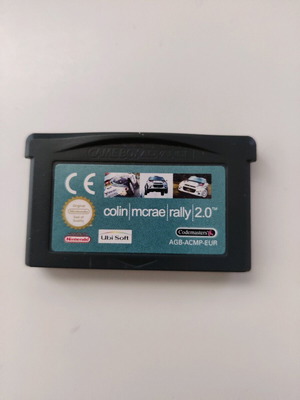 GAME BOY ADVANCE
CE
colin|mcrae|rally|2.0™
Nintendo
Ubi Soft
Codemasters
AGB-ACMP-EUR